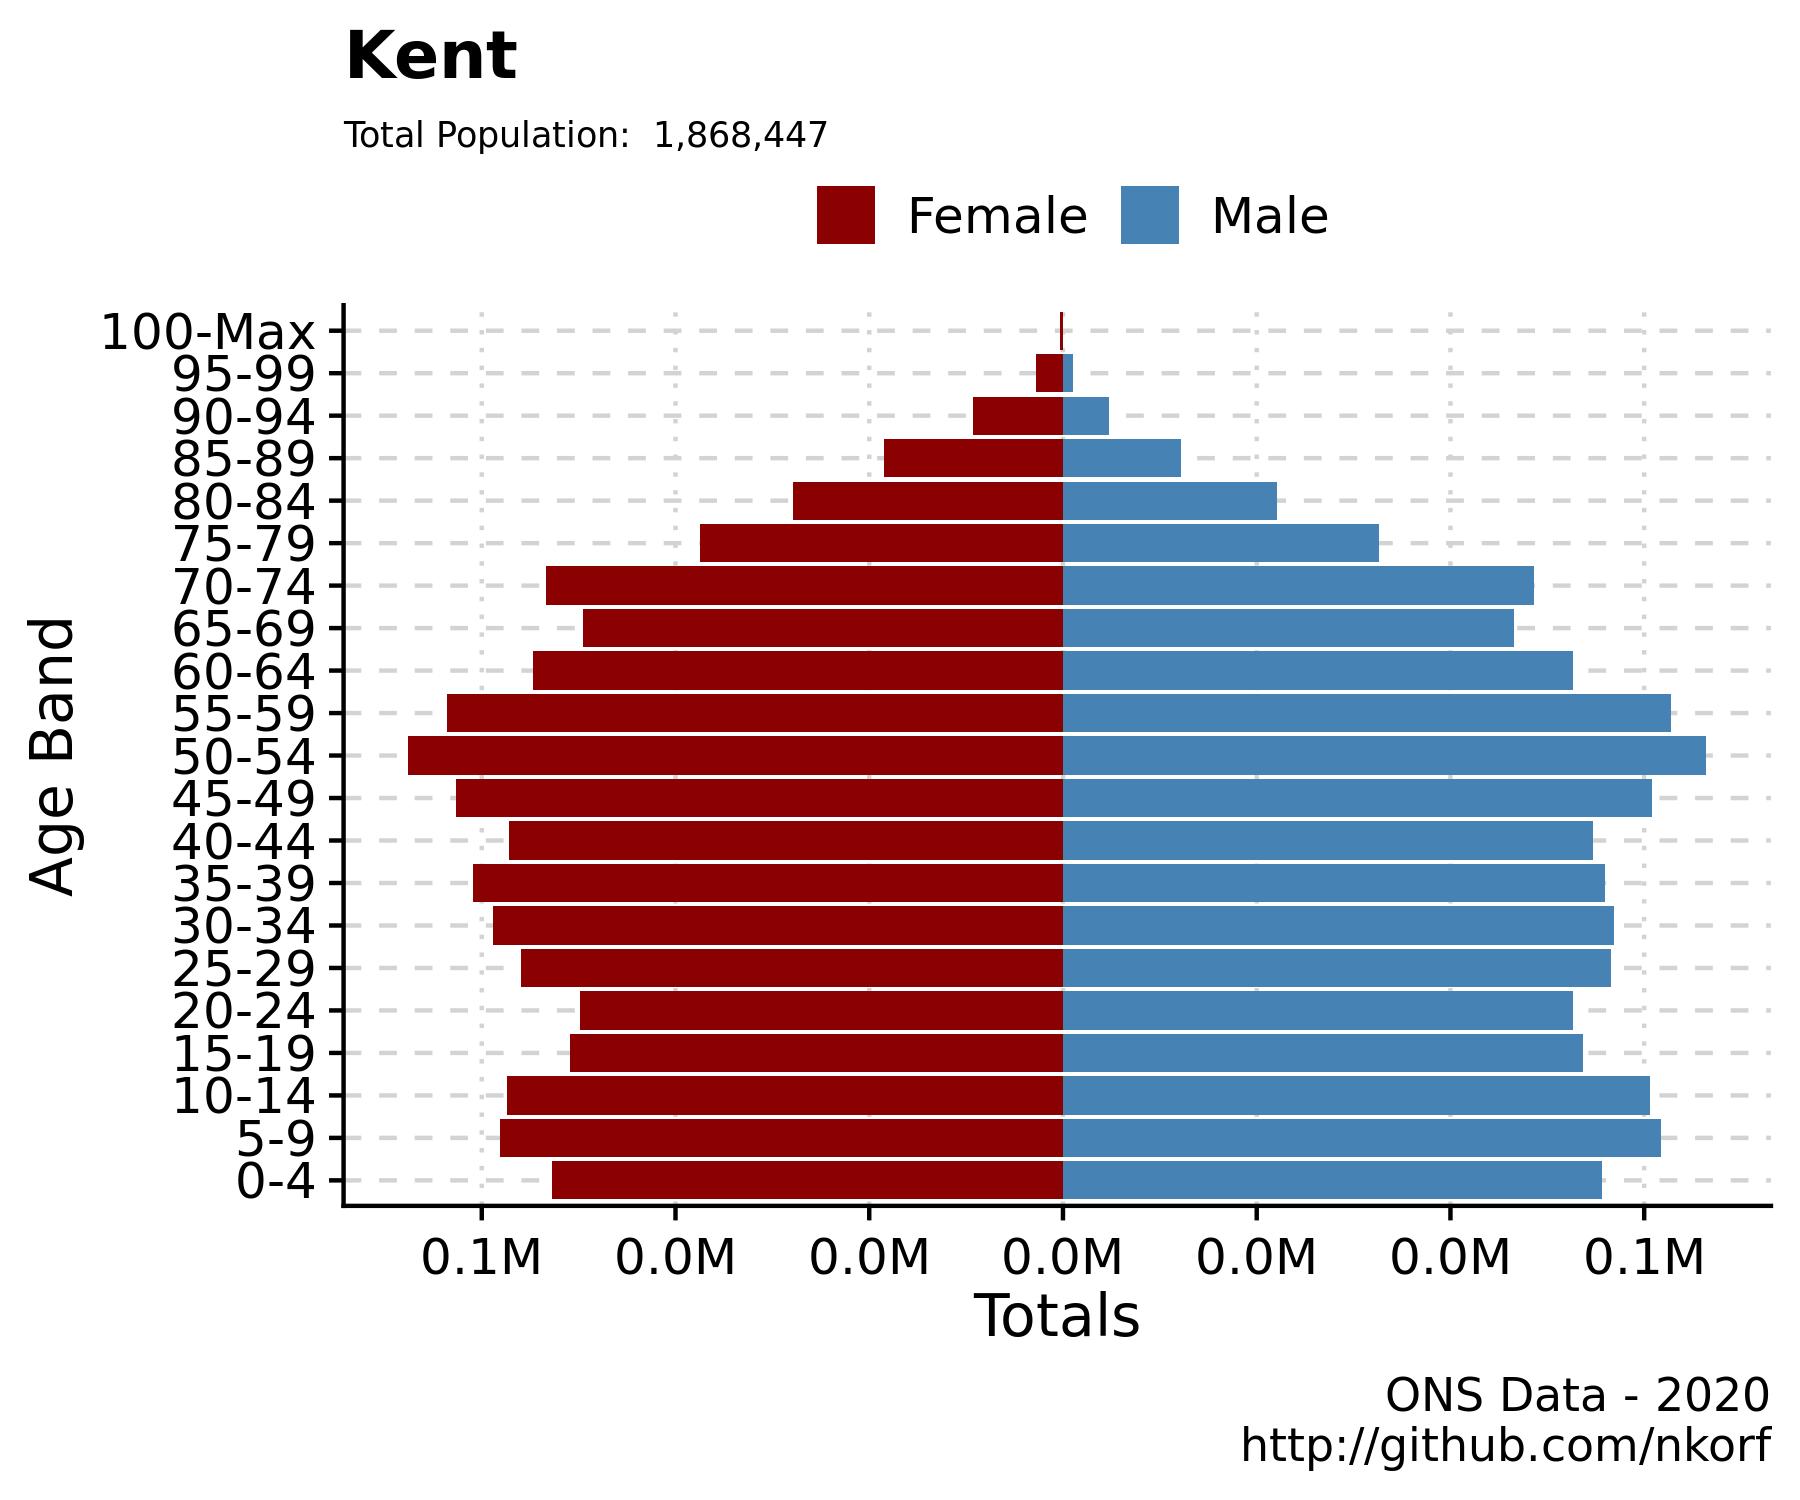 Kent
Total Population:  1,868,447
Female Male
100-Max
95-99
90-94
85-89
80-84
75-79
70-74
65-69
60-64
55-59
50-54
45-49
40-44
35-39
30-34
25-29
20-24
15-19
10-14
5-9
0-4
Age Band
0.1M 0.0M 0.0M 0.0M 0.0M 0.0M 0.1M
Totals
ONS Data - 2020
http://github.com/nkorf